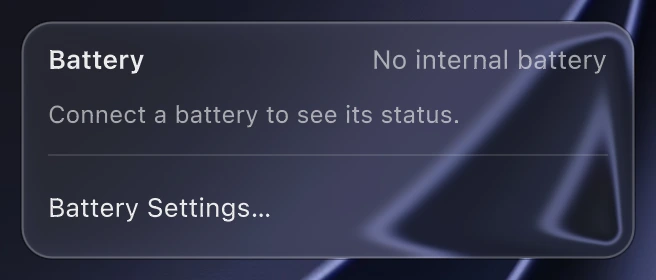 Battery No internal battery
Connect a battery to see its status.
Battery Settings...